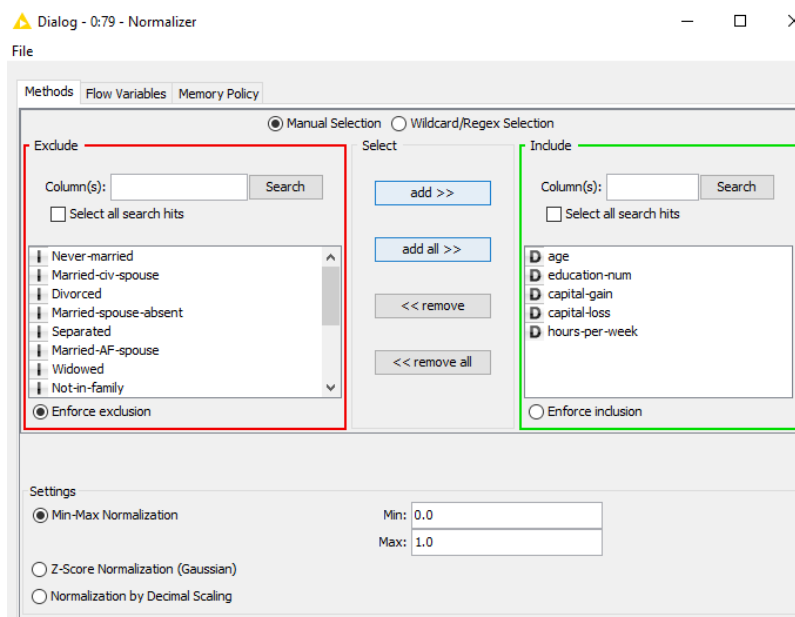 Dialog - 0:79 - Normalizer
File
Methods Flow Variables Memory Policy
Manual Selection Wildcard/Regex Selection
Exclude
Column(s): Search
Select all search hits
I Never-married
I Married-civ-spouse
I Divorced
I Married-spouse-absent
I Separated
I Married-AF-spouse
I Widowed
I Not-in-family
Enforce exclusion
Select
add >>
add all >>
<< remove
<< remove all
Include
Column(s): Search
Select all search hits
D age
D education-num
D capital-gain
D capital-loss
D hours-per-week
Enforce inclusion
Settings
Min-Max Normalization Min: 0.0
Max: 1.0
Z-Score Normalization (Gaussian)
Normalization by Decimal Scaling